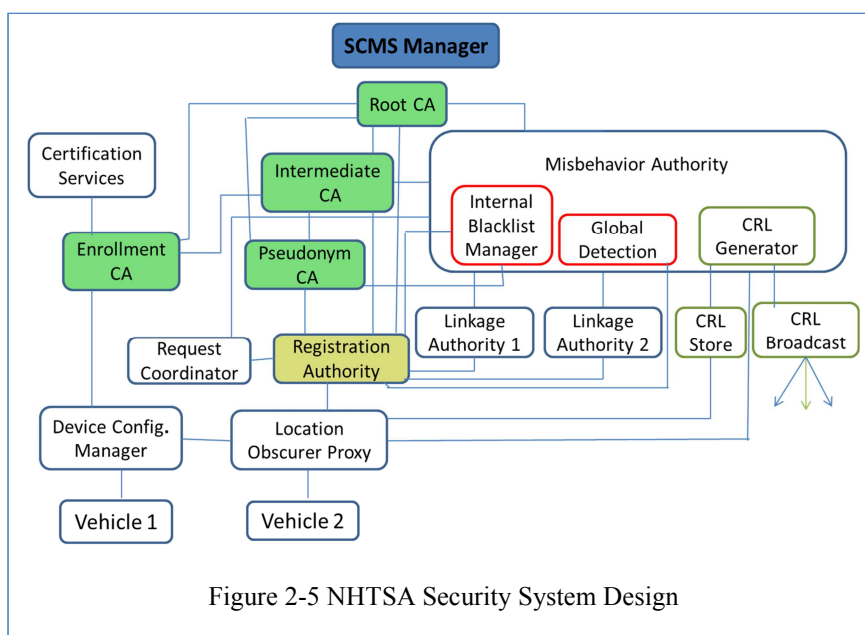 SCMS Manager
Root CA
Certification
Services
Misbehavior Authority
Intermediate
CA
Internal
Blacklist
Manager
Global
Detection
CRL
Generator
Enrollment
CA
Pseudonym
CA
Linkage
Authority 1
Linkage
Authority 2
CRL
Store
CRL
Broadcast
Request
Coordinator
Registration
Authority
Device Config.
Manager
Location
Obscurer Proxy
Vehicle 1
Vehicle 2
Figure 2-5 NHTSA Security System Design